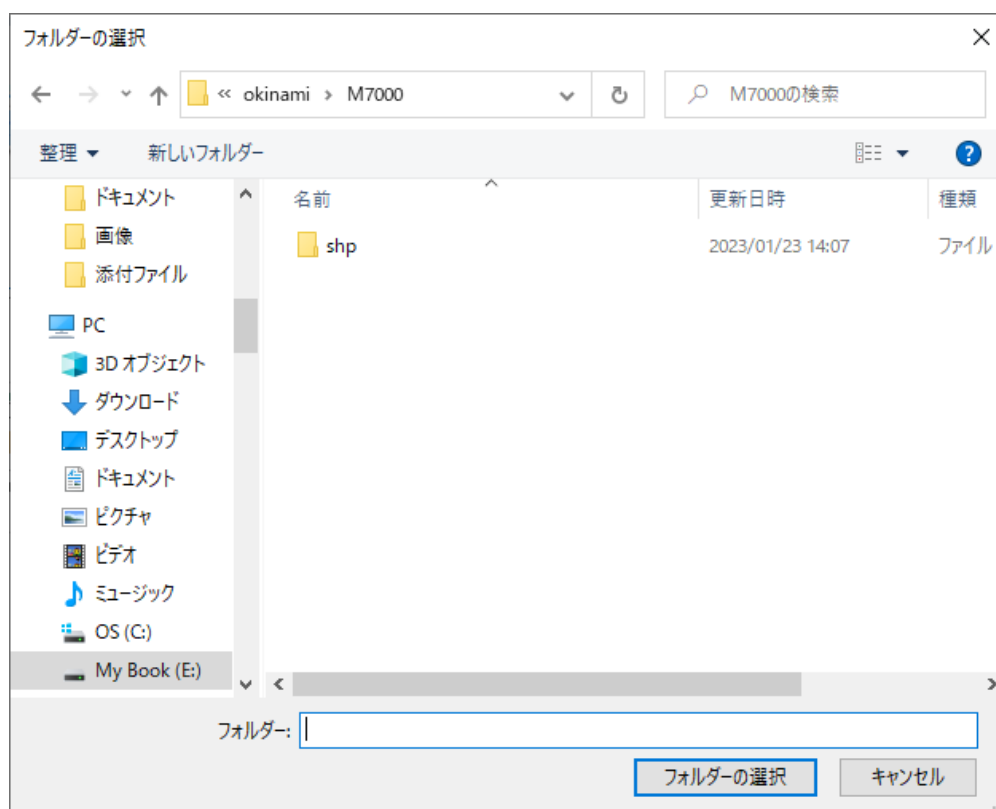 フォルダーの選択
« okinami › M7000
M7000の検索
整理
新しいフォルダー
ドキュメント
画像
添付ファイル
PC
3D オブジェクト
ダウンロード
デスクトップ
ドキュメント
ピクチャ
ビデオ
ミュージック
OS (C:)
My Book (E:)
名前 更新日時 種類
shp 2023/01/23 14:07 ファイル
フォルダー:
フォルダーの選択 キャンセル